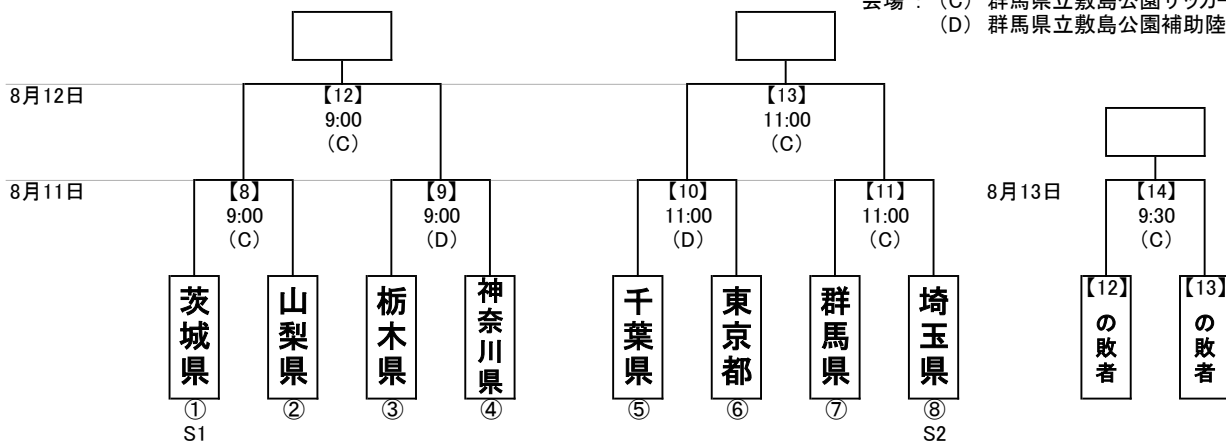 会場 : （C） 群馬県立敷島公園サッカー
（D） 群馬県立敷島公園補助陸
8月12日
【12】
9:00
（C）
【13】
11:00
（C）
8月11日
【8】
9:00
（C）
【9】
9:00
（D）
【10】
11:00
（D）
【11】
11:00
（C）
8月13日
【14】
9:30
（C）
茨城県
山梨県
栃木県
神奈川県
千葉県
東京都
群馬県
埼玉県
【12】の敗者
【13】の敗者
①
②
③
④
⑤
⑥
⑦
⑧
S1
S2